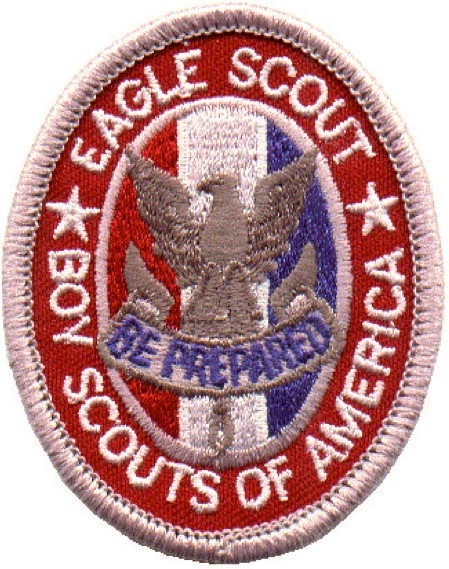 EAGLE SCOUT
BE PREPARED
BOY SCOUTS OF AMERICA